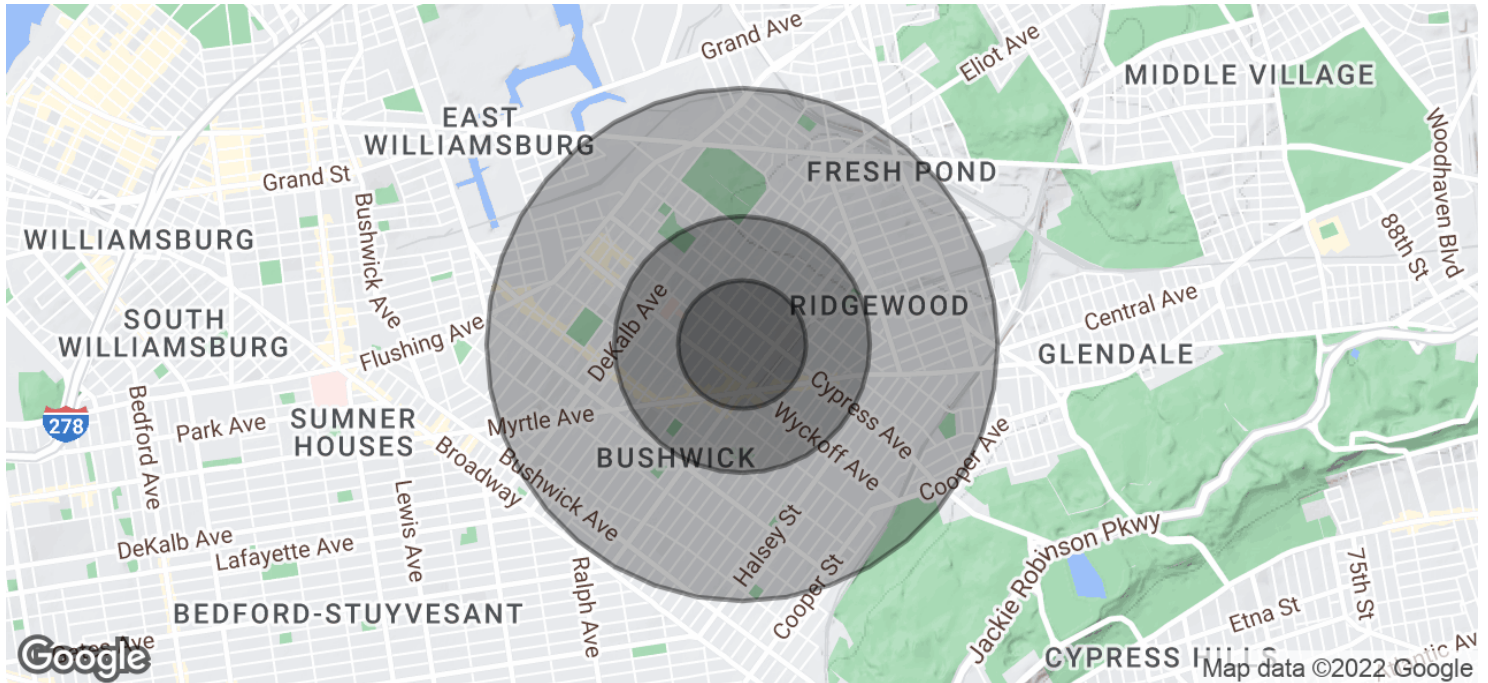 Grand Ave
Eliot Ave
MIDDLE VILLAGE
EAST
WILLIAMSBURG
Woodhaven Blvd
FRESH POND
Grand St
Bushwick Ave
WILLIAMSBURG
88th St
RIDGEWOOD
Central Ave
DeKalb Ave
SOUTH
WILLIAMSBURG
Flushing Ave
GLENDALE
278
Bedford Ave
Park Ave
SUMNER
HOUSES
Myrtle Ave
Cypress Ave
Wyckoff Ave
BUSHWICK
Broadway
Bushwick Ave
Cooper Ave
Lewis Ave
Halsey St
DeKalb Ave
Lafayette Ave
Ralph Ave
Cooper St
Jackie Robinson Pkwy
75th St
BEDFORD-STUYVESANT
Etna St
Gates Ave
Google
CYPRESS HILLS
Atlantic Av
Map data ©2022 Google